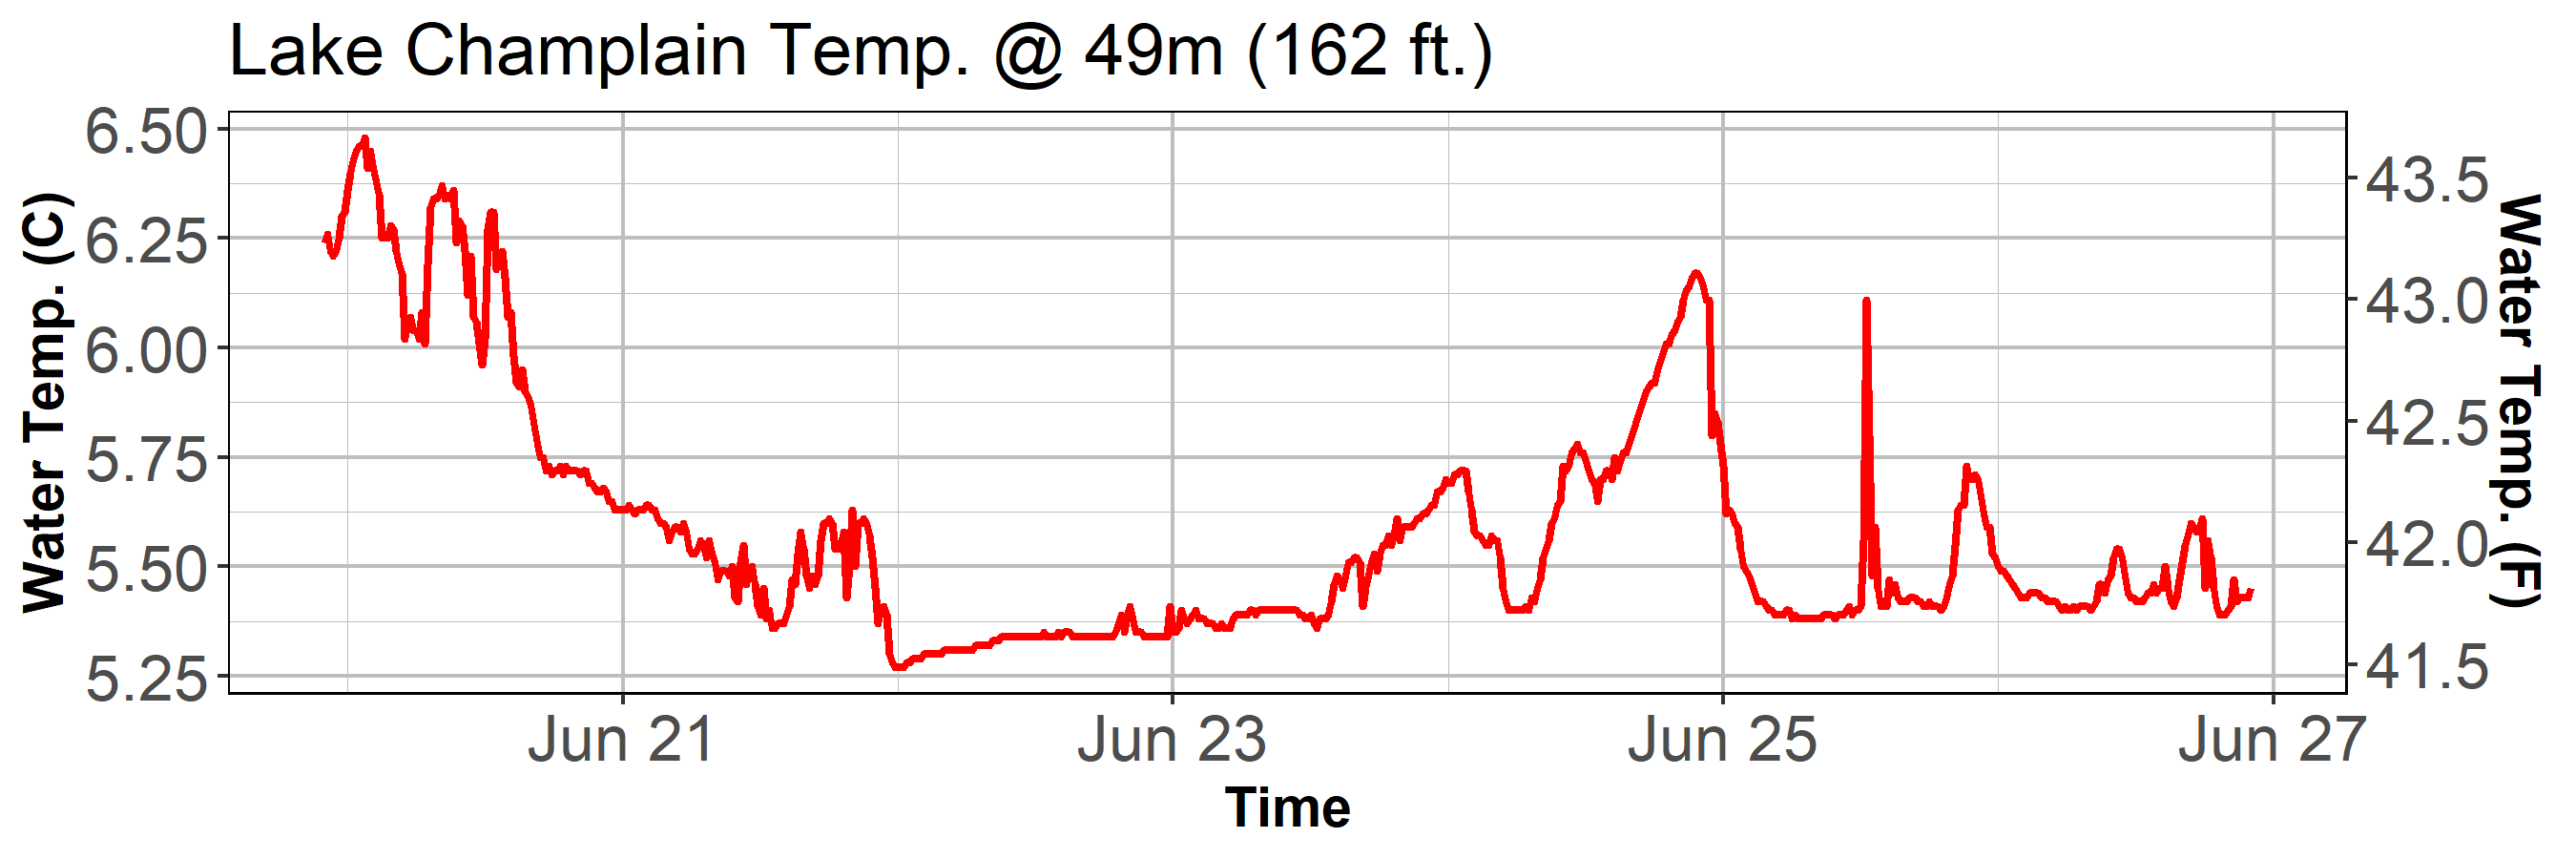 Lake Champlain Temp. @ 49m (162 ft.)
Water Temp. (C)
6.50
6.25
6.00
5.75
5.50
5.25
43.5
43.0
42.5
42.0
41.5
Water Temp. (F)
Jun 21
Jun 23
Jun 25
Jun 27
Time